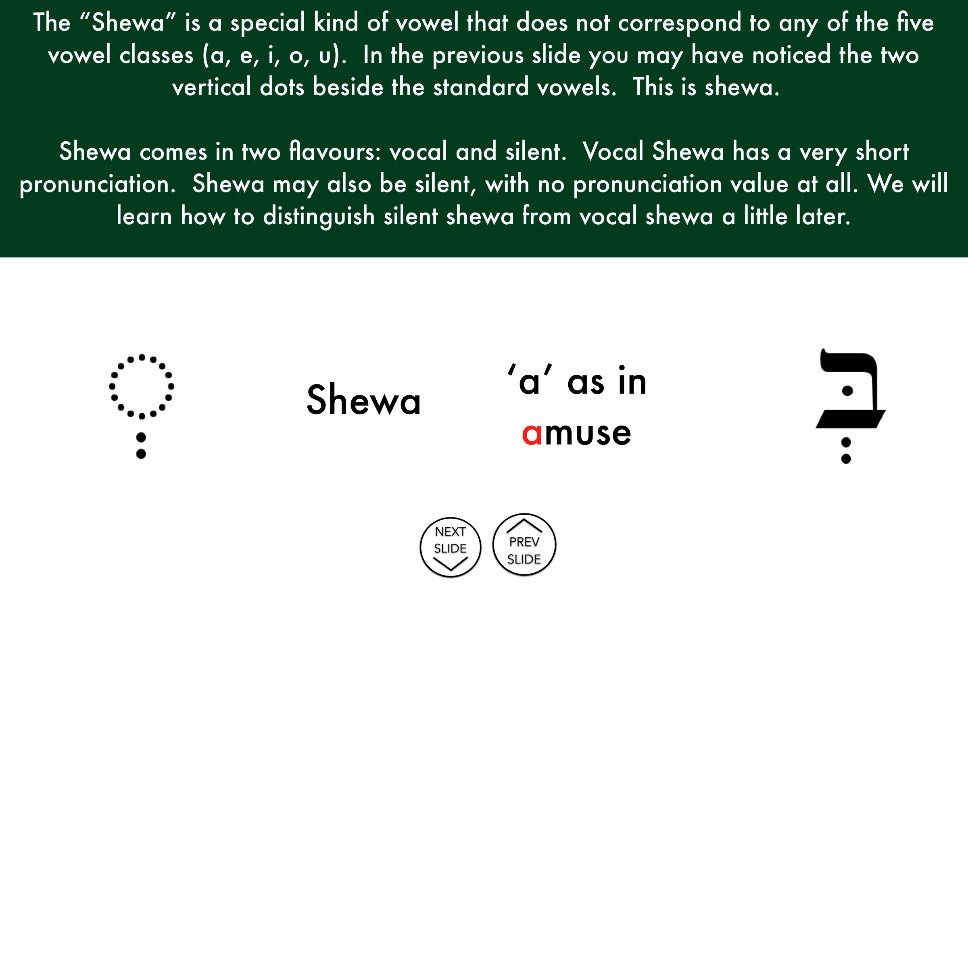 The “Shewa” is a special kind of vowel that does not correspond to any of the five
vowel classes (a, e, i, o, u).  In the previous slide you may have noticed the two
vertical dots beside the standard vowels.  This is shewa.
Shewa comes in two flavours: vocal and silent.  Vocal Shewa has a very short
pronunciation.  Shewa may also be silent, with no pronunciation value at all. We will
learn how to distinguish silent shewa from vocal shewa a little later.
◌ְ
Shewa
‘a’ as in
amuse
בְּ
NEXT
SLIDE
PREV
SLIDE